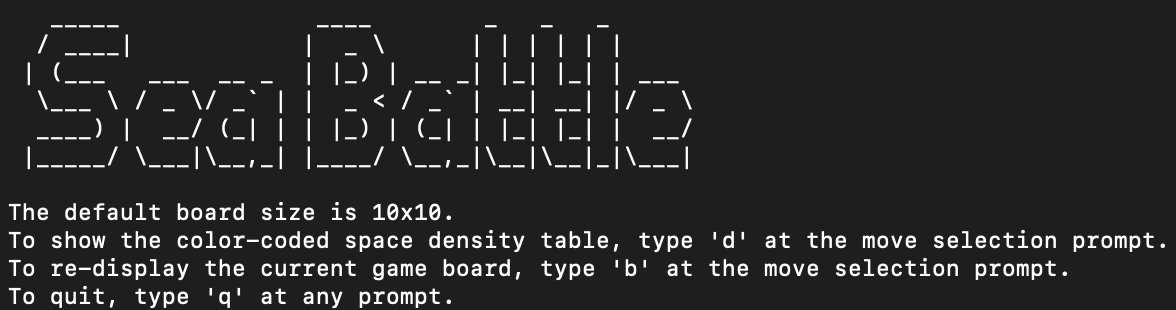 Sea Battle
The default board size is 10x10.
To show the color-coded space density table, type 'd' at the move selection prompt.
To re-display the current game board, type 'b' at the move selection prompt.
To quit, type 'q' at any prompt.